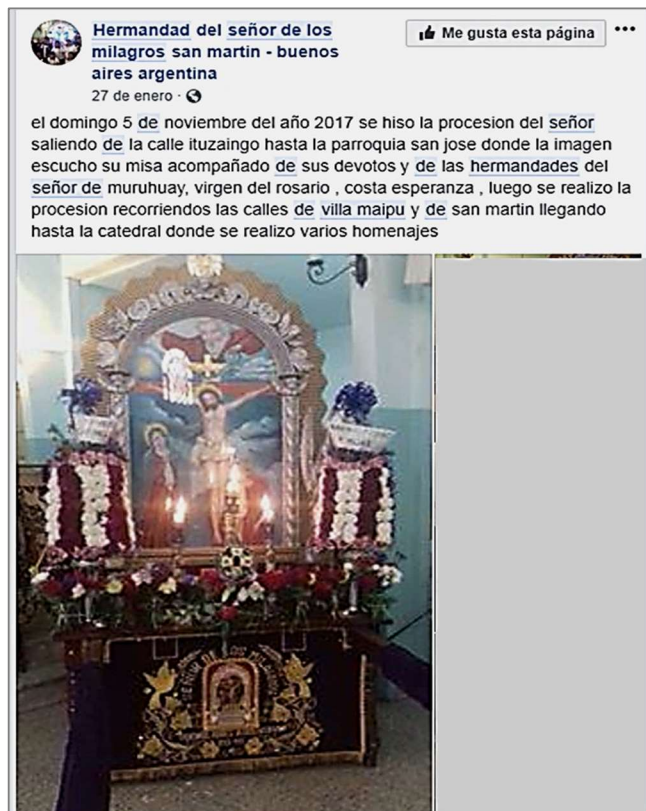 Hermandad del señor de los
milagros san martin - buenos
aires argentina
Me gusta esta página
27 de enero
el domingo 5 de noviembre del año 2017 se hiso la procesion del señor
saliendo de la calle ituzaingo hasta la parroquia san jose donde la imagen
escucho su misa acompañado de sus devotos y de las hermandades del
señor de muruhuay, virgen del rosario , costa esperanza , luego se realizo la
procesion recorriendos las calles de villa maipu y de san martin llegando
hasta la catedral donde se realizo varios homenajes
SEÑOR DE LOS MILAGROS